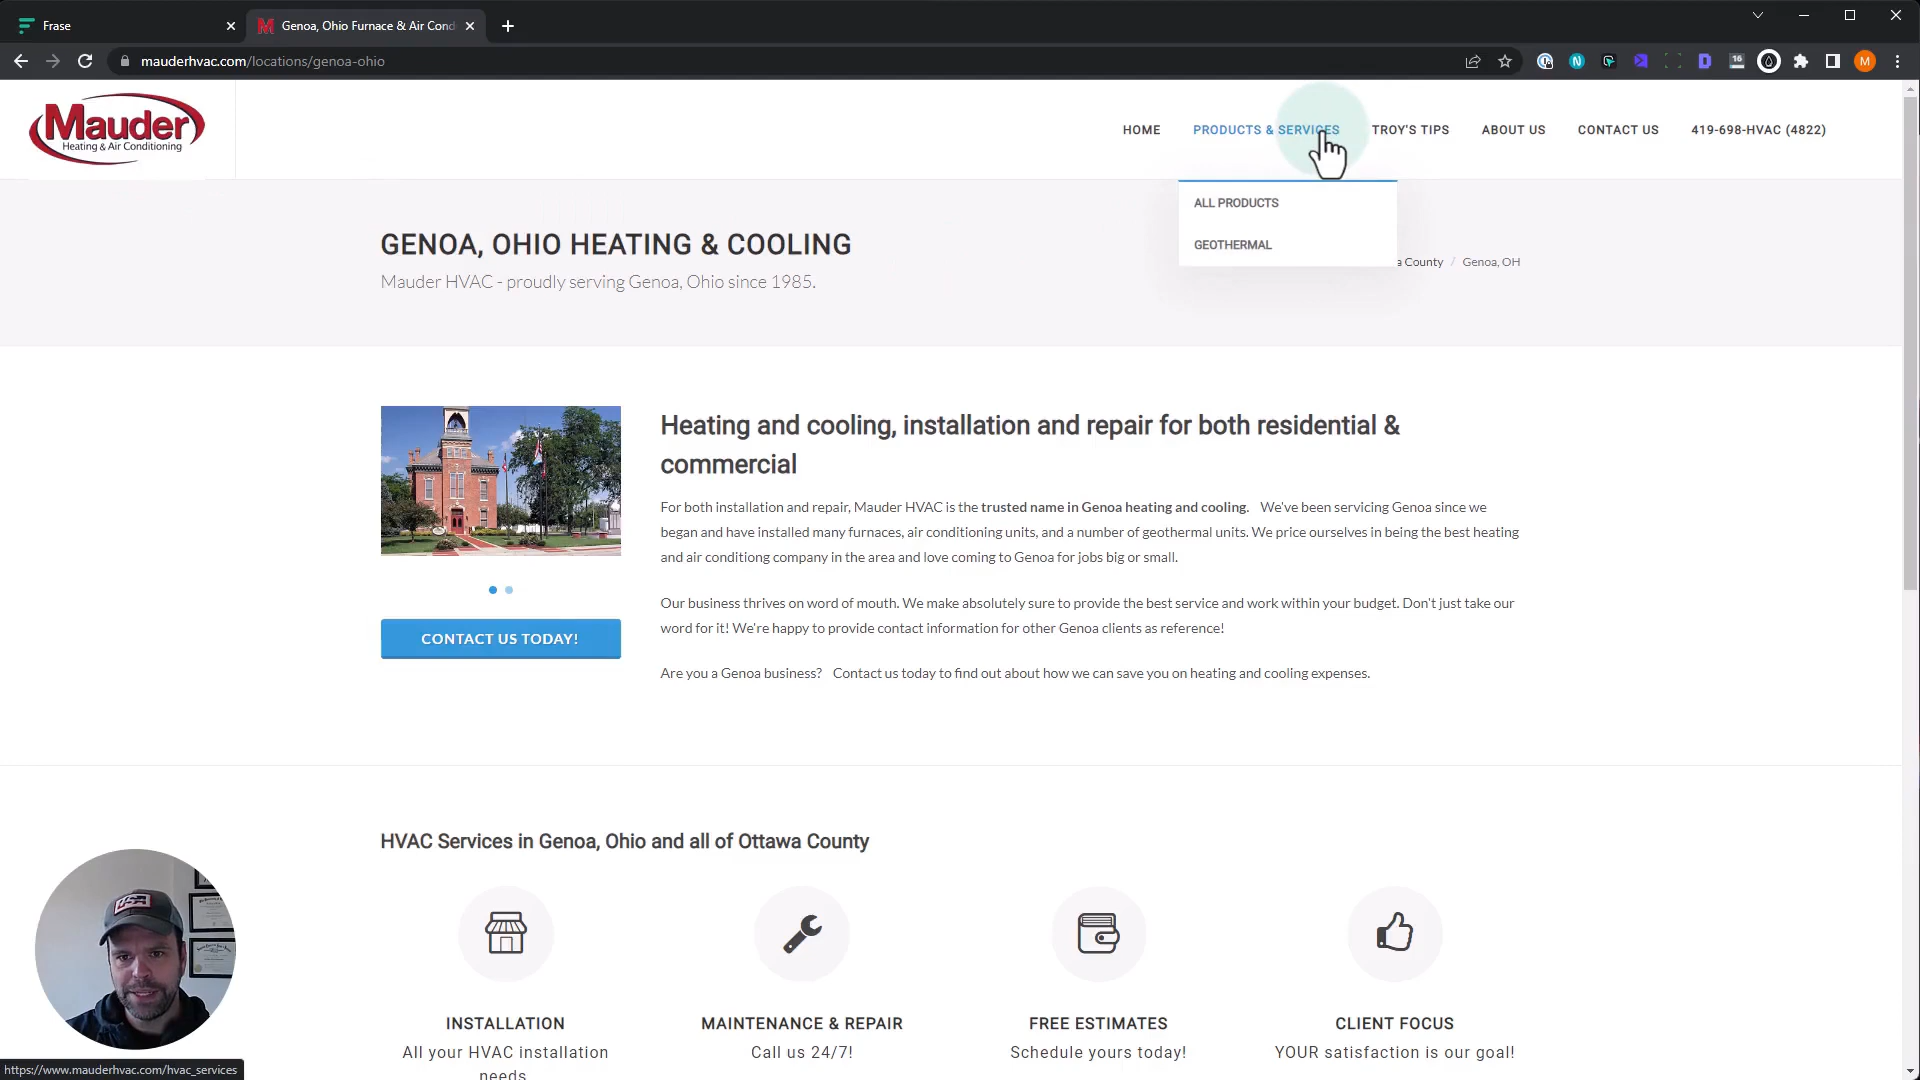 Frase
Genoa, Ohio Furnace & Air Cond
mauderhvac.com/locations/genoa-ohio
16
M
Mauder
Heating & Air Conditioning
HOME
PRODUCTS & SERVICES
TROY'S TIPS
ABOUT US
CONTACT US
419-698-HVAC (4822)
ALL PRODUCTS
GEOTHERMAL
GENOA, OHIO HEATING & COOLING
Mauder HVAC - proudly serving Genoa, Ohio since 1985.
a County / Genoa, OH
Heating and cooling, installation and repair for both residential &
commercial
For both installation and repair, Mauder HVAC is the trusted name in Genoa heating and cooling. We've been servicing Genoa since we
began and have installed many furnaces, air conditioning units, and a number of geothermal units. We price ourselves in being the best heating
and air conditiong company in the area and love coming to Genoa for jobs big or small.
Our business thrives on word of mouth. We make absolutely sure to provide the best service and work within your budget. Don't just take our
word for it! We're happy to provide contact information for other Genoa clients as reference!
Are you a Genoa business? Contact us today to find out about how we can save you on heating and cooling expenses.
CONTACT US TODAY!
HVAC Services in Genoa, Ohio and all of Ottawa County
INSTALLATION
All your HVAC installation
needs
MAINTENANCE & REPAIR
Call us 24/7!
FREE ESTIMATES
Schedule yours today!
CLIENT FOCUS
YOUR satisfaction is our goal!
https://www.mauderhvac.com/hvac_services